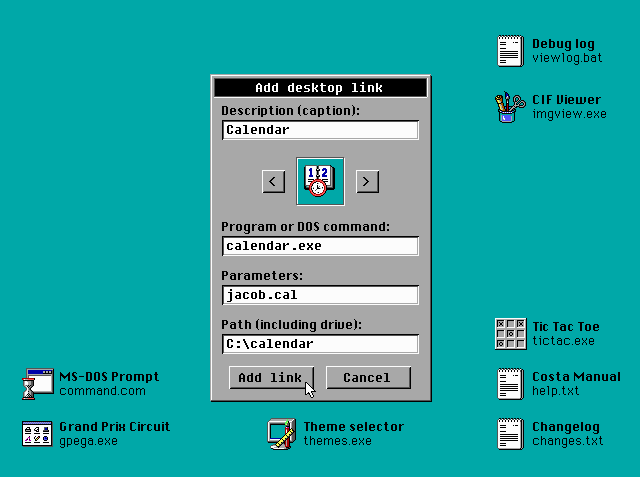 Debug log
viewlog.bat
CIF Viewer
imgview.exe
Add desktop link
Description (caption):
Calendar
1 2
<
>
Program or DOS command:
calendar.exe
Parameters:
jacob.cal
Path (including drive):
C:\calendar
Add link
Cancel
Tic Tac Toe
tictac.exe
MS-DOS Prompt
command.com
Costa Manual
help.txt
Grand Prix Circuit
gpega.exe
Theme selector
themes.exe
Changelog
changes.txt